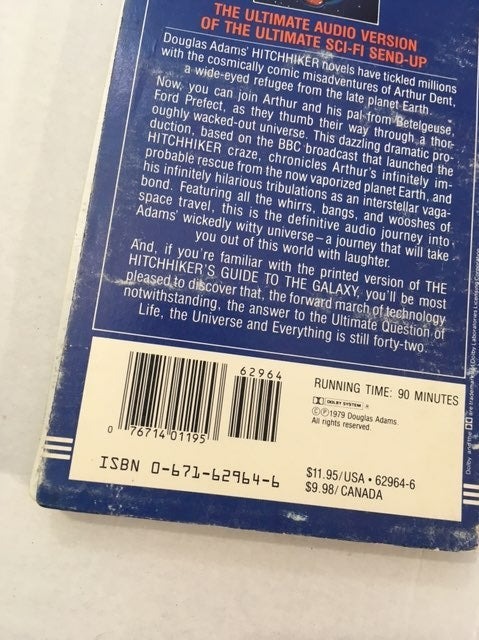 THE ULTIMATE AUDIO VERSION
OF THE ULTIMATE SCI-FI SEND-UP
Douglas Adams' HITCHHIKER novels have tickled millions
with the cosmically comic misadventures of Arthur Dent,
a wide-eyed refugee from the late planet Earth.
Now, you can join Arthur and his pal from Betelgeuse,
Ford Prefect, as they thumb their way through a thor-
oughly wacked-out universe. This dazzling dramatic pro-
duction, based on the BBC broadcast that launched the
HITCHHIKER craze, chronicles Arthur's infinitely im-
probable rescue from the now vaporized planet Earth, and
his infinitely hilarious tribulations as an interstellar vaga-
bond. Featuring all the whirrs, bangs, and wooshes of
space travel, this is the definitive audio journey into
Adams' wickedly witty universe–a journey that will take
you out of this world with laughter.
And, if you're familiar with the printed version of THE
HITCHHIKER'S GUIDE TO THE GALAXY, you'll be most
pleased to discover that, the forward march of technology
notwithstanding, the answer to the Ultimate Question of
Life, the Universe and Everything is still forty-two.
62964
0 76714 01195
ISBN 0-671-62964-6
RUNNING TIME: 90 MINUTES
DOLBY SYSTEM
©℗1979 Douglas Adams
All rights reserved.
$11.95/USA • 62964-6
$9.98/CANADA
Dolby and the are trademarks of Dolby Laboratories Licensing